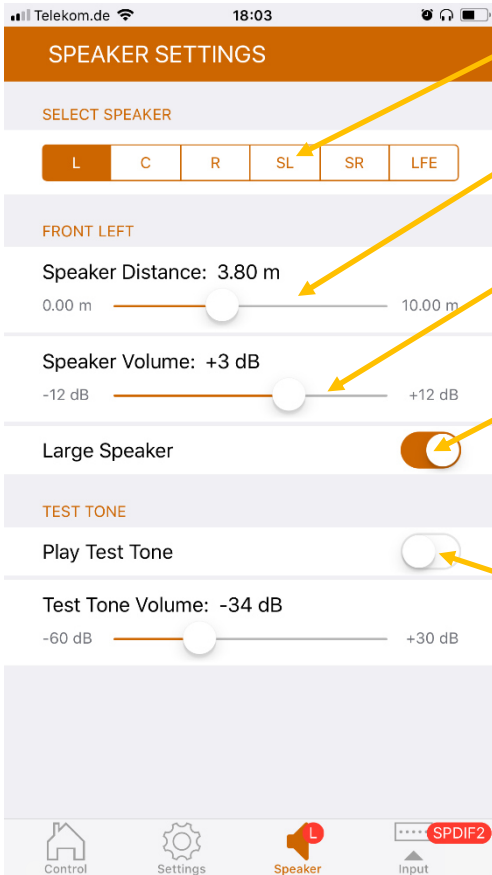 Telekom.de 18:03
SPEAKER SETTINGS
SELECT SPEAKER
L C R SL SR LFE
FRONT LEFT
Speaker Distance: 3.80 m
0.00 m 10.00 m
Speaker Volume: +3 dB
-12 dB +12 dB
Large Speaker
TEST TONE
Play Test Tone
Test Tone Volume: -34 dB
-60 dB +30 dB
L SPDIF2
Control Settings Speaker Input